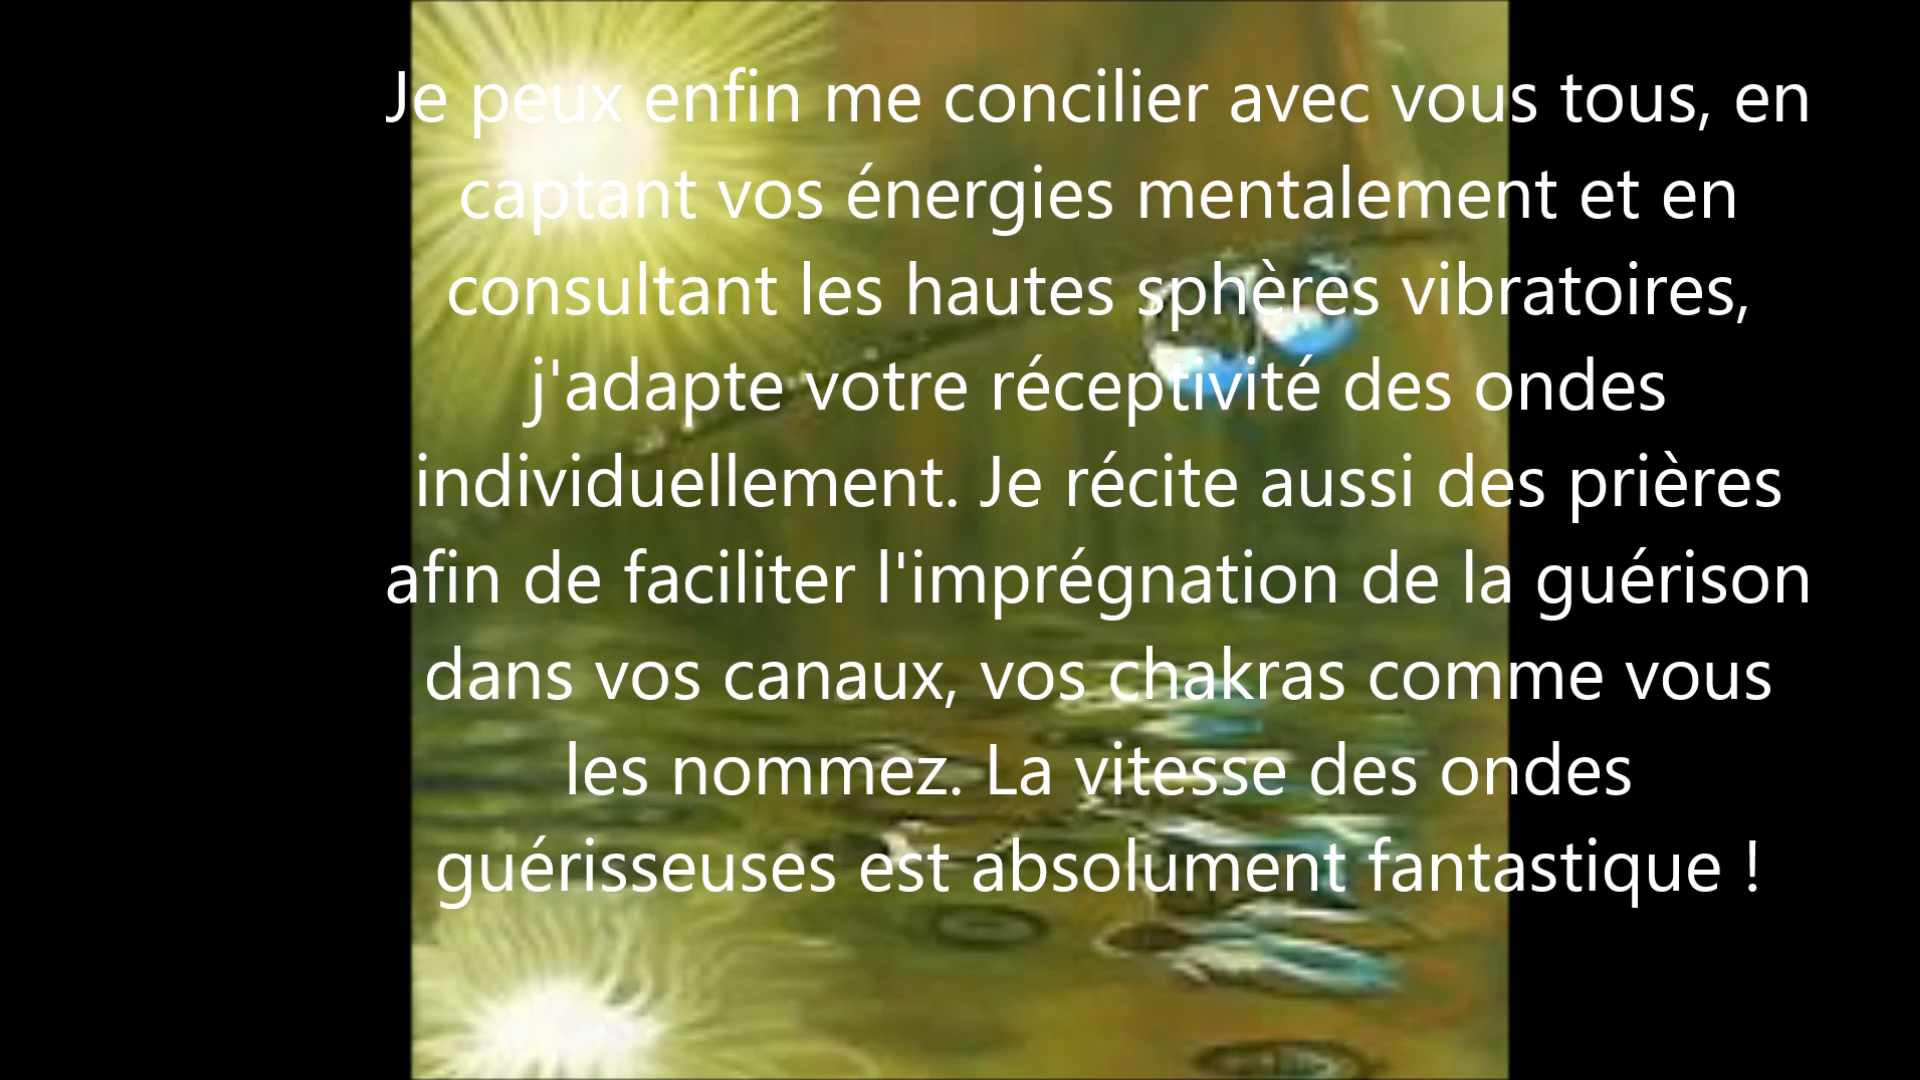 Je peux enfin me concilier avec vous tous, en
captant vos énergies mentalement et en
consultant les hautes sphères vibratoires,
j'adapte votre réceptivité des ondes
individuellement. Je récite aussi des prières
afin de faciliter l'imprégnation de la guérison
dans vos canaux, vos chakras comme vous
les nommez. La vitesse des ondes
guérisseuses est absolument fantastique !